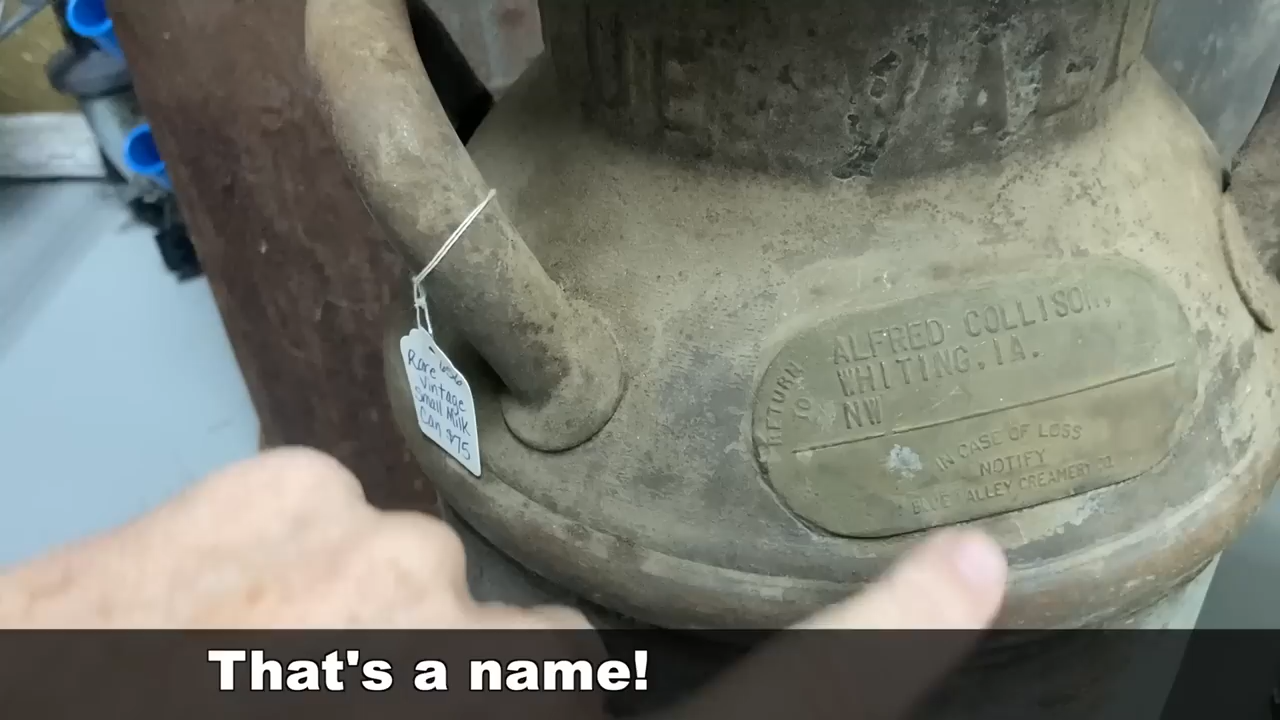 Rare
Vintage
Small Milk
Can $75
RETURN
TO
ALFRED COLLISON,
WHITING, IA.
NW
IN CASE OF LOSS
NOTIFY
BLUE VALLEY CREAMERY
That's a name!